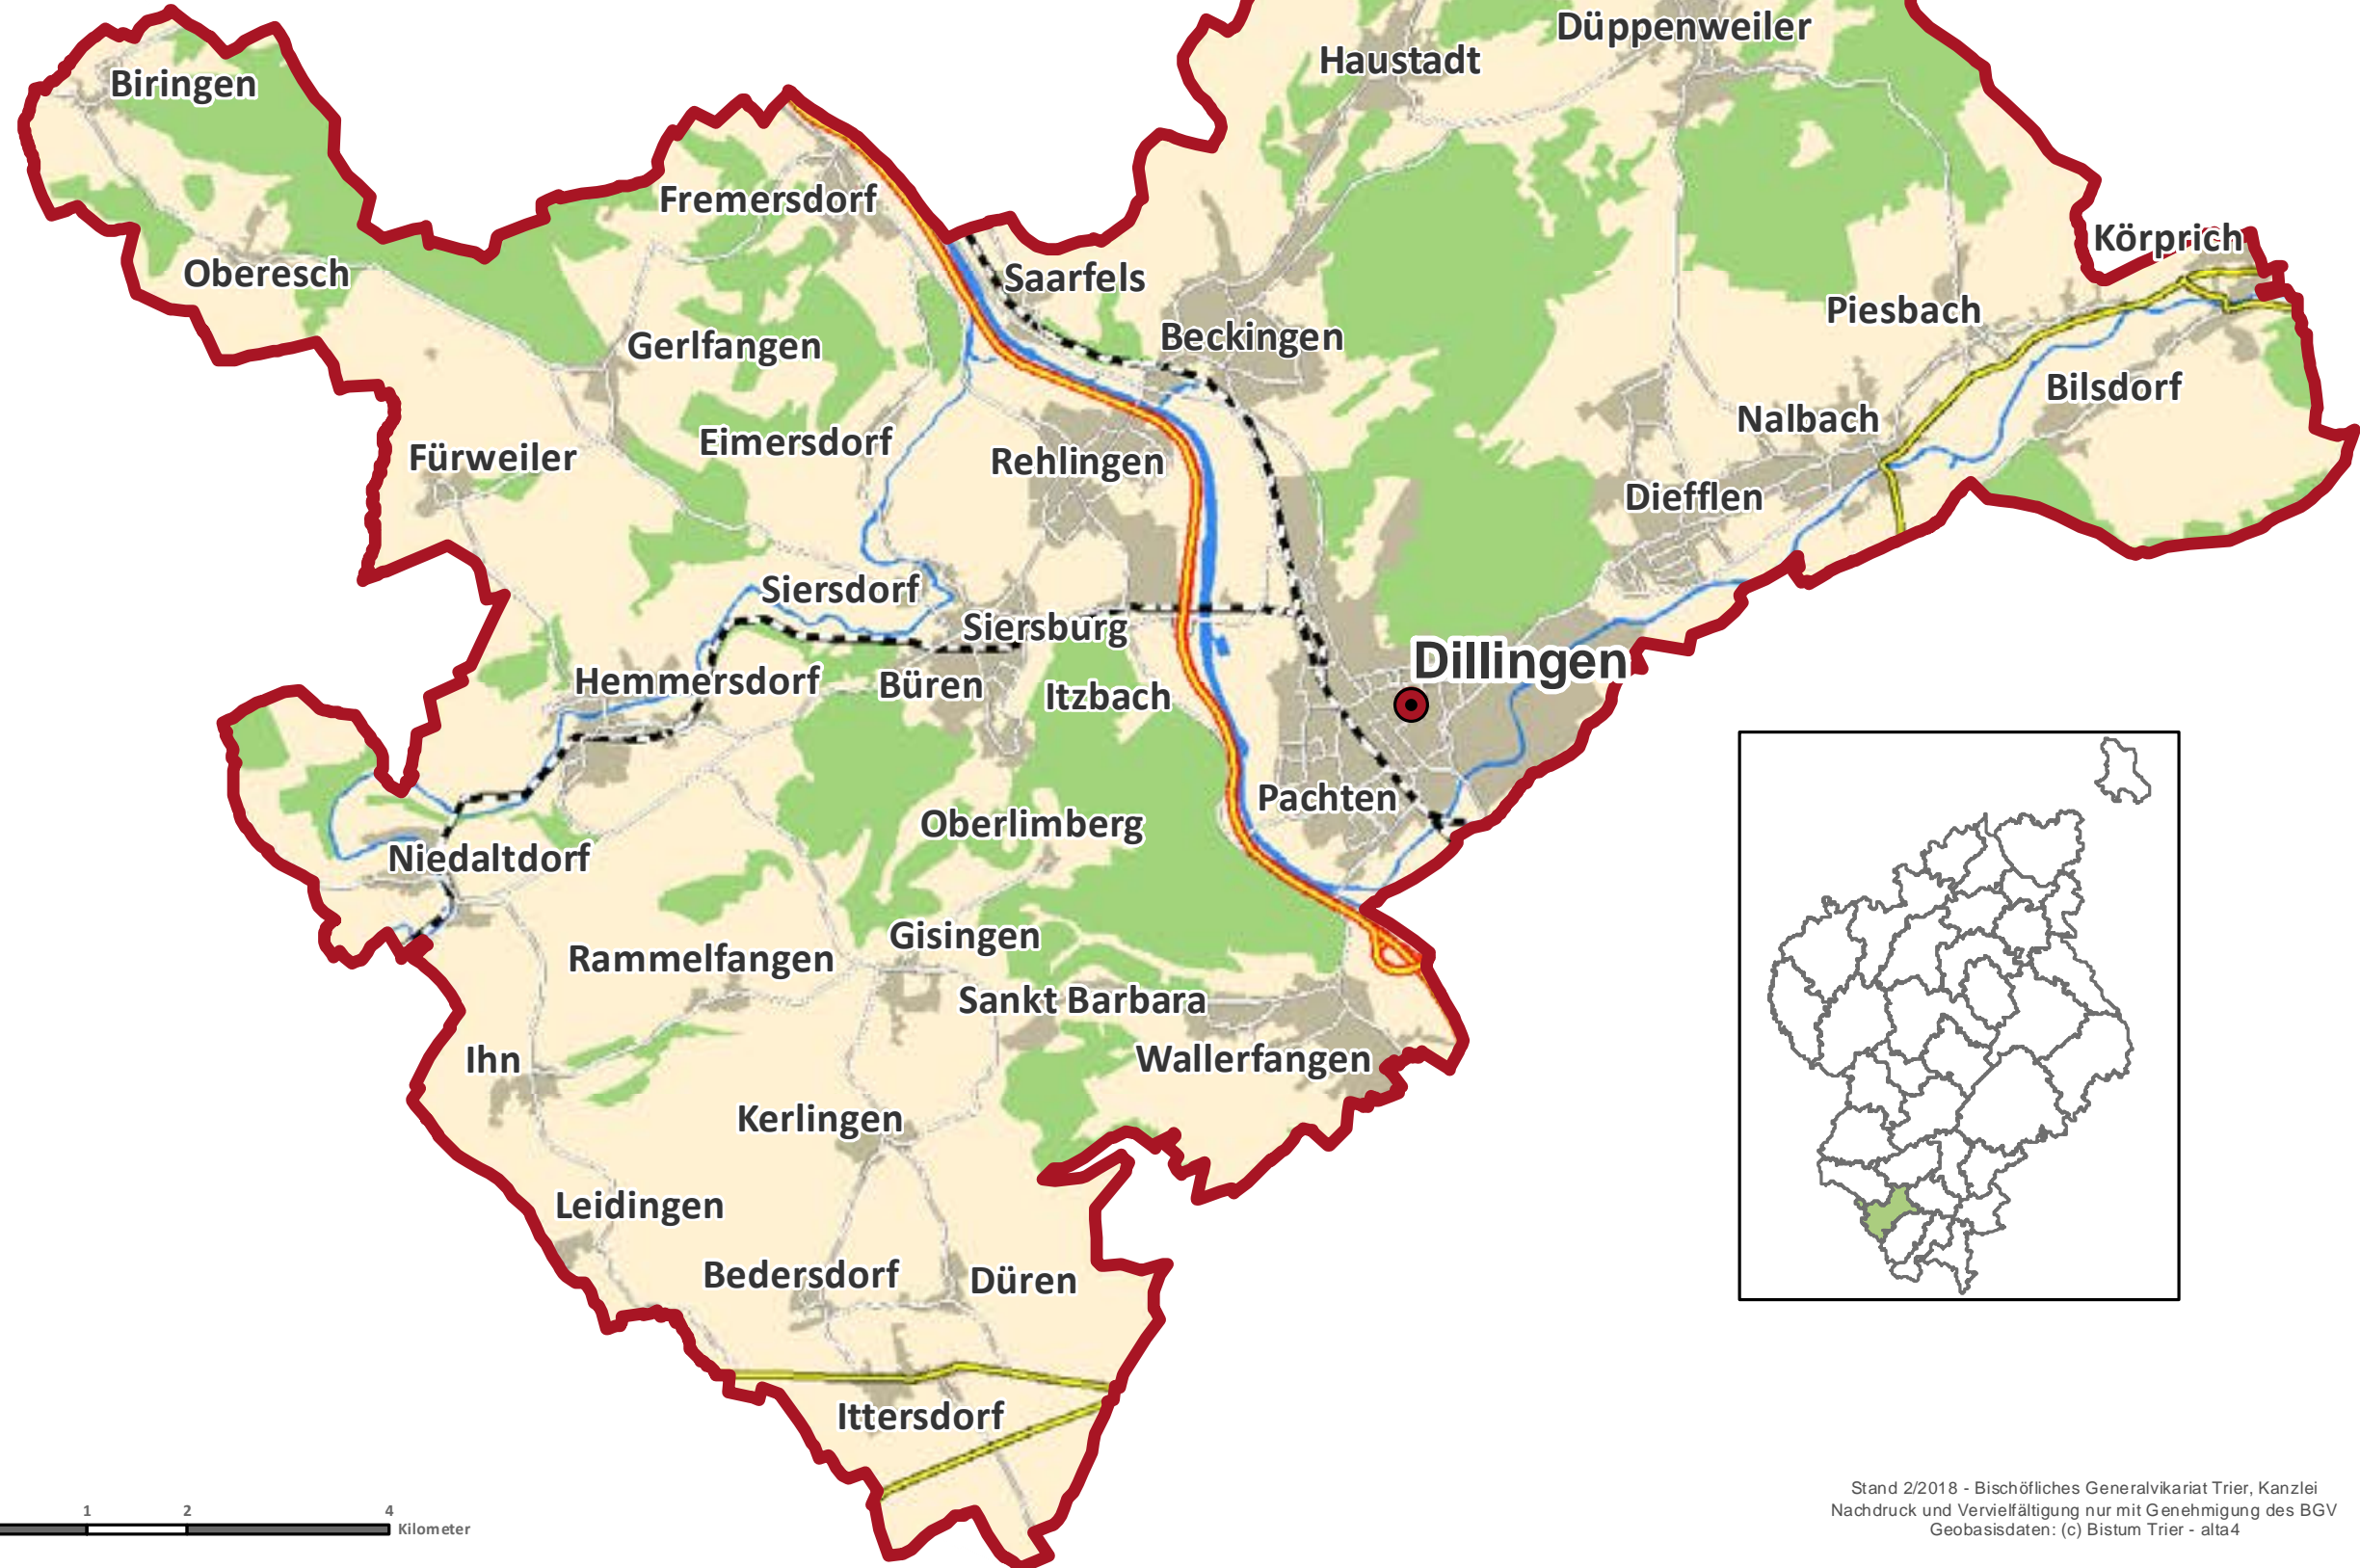 Düppenweiler
Haustadt
Biringen
Fremersdorf
Körprich
Oberesch
Saarfels
Piesbach
Beckingen
Gerlfangen
Bilsdorf
Nalbach
Eimersdorf
Fürweiler
Rehlingen
Diefflen
Siersdorf
Siersburg
Dillingen
Hemmersdorf
Büren
Itzbach
Pachten
Oberlimberg
Niedaltdorf
Gisingen
Rammelfangen
Sankt Barbara
Ihn
Wallerfangen
Kerlingen
Leidingen
Bedersdorf
Düren
Ittersdorf
1 2 4
Kilometer
Stand 2/2018 - Bischöfliches Generalvikariat Trier, Kanzlei
Nachdruck und Vervielfältigung nur mit Genehmigung des BGV
Geobasisdaten: (c) Bistum Trier - alta4